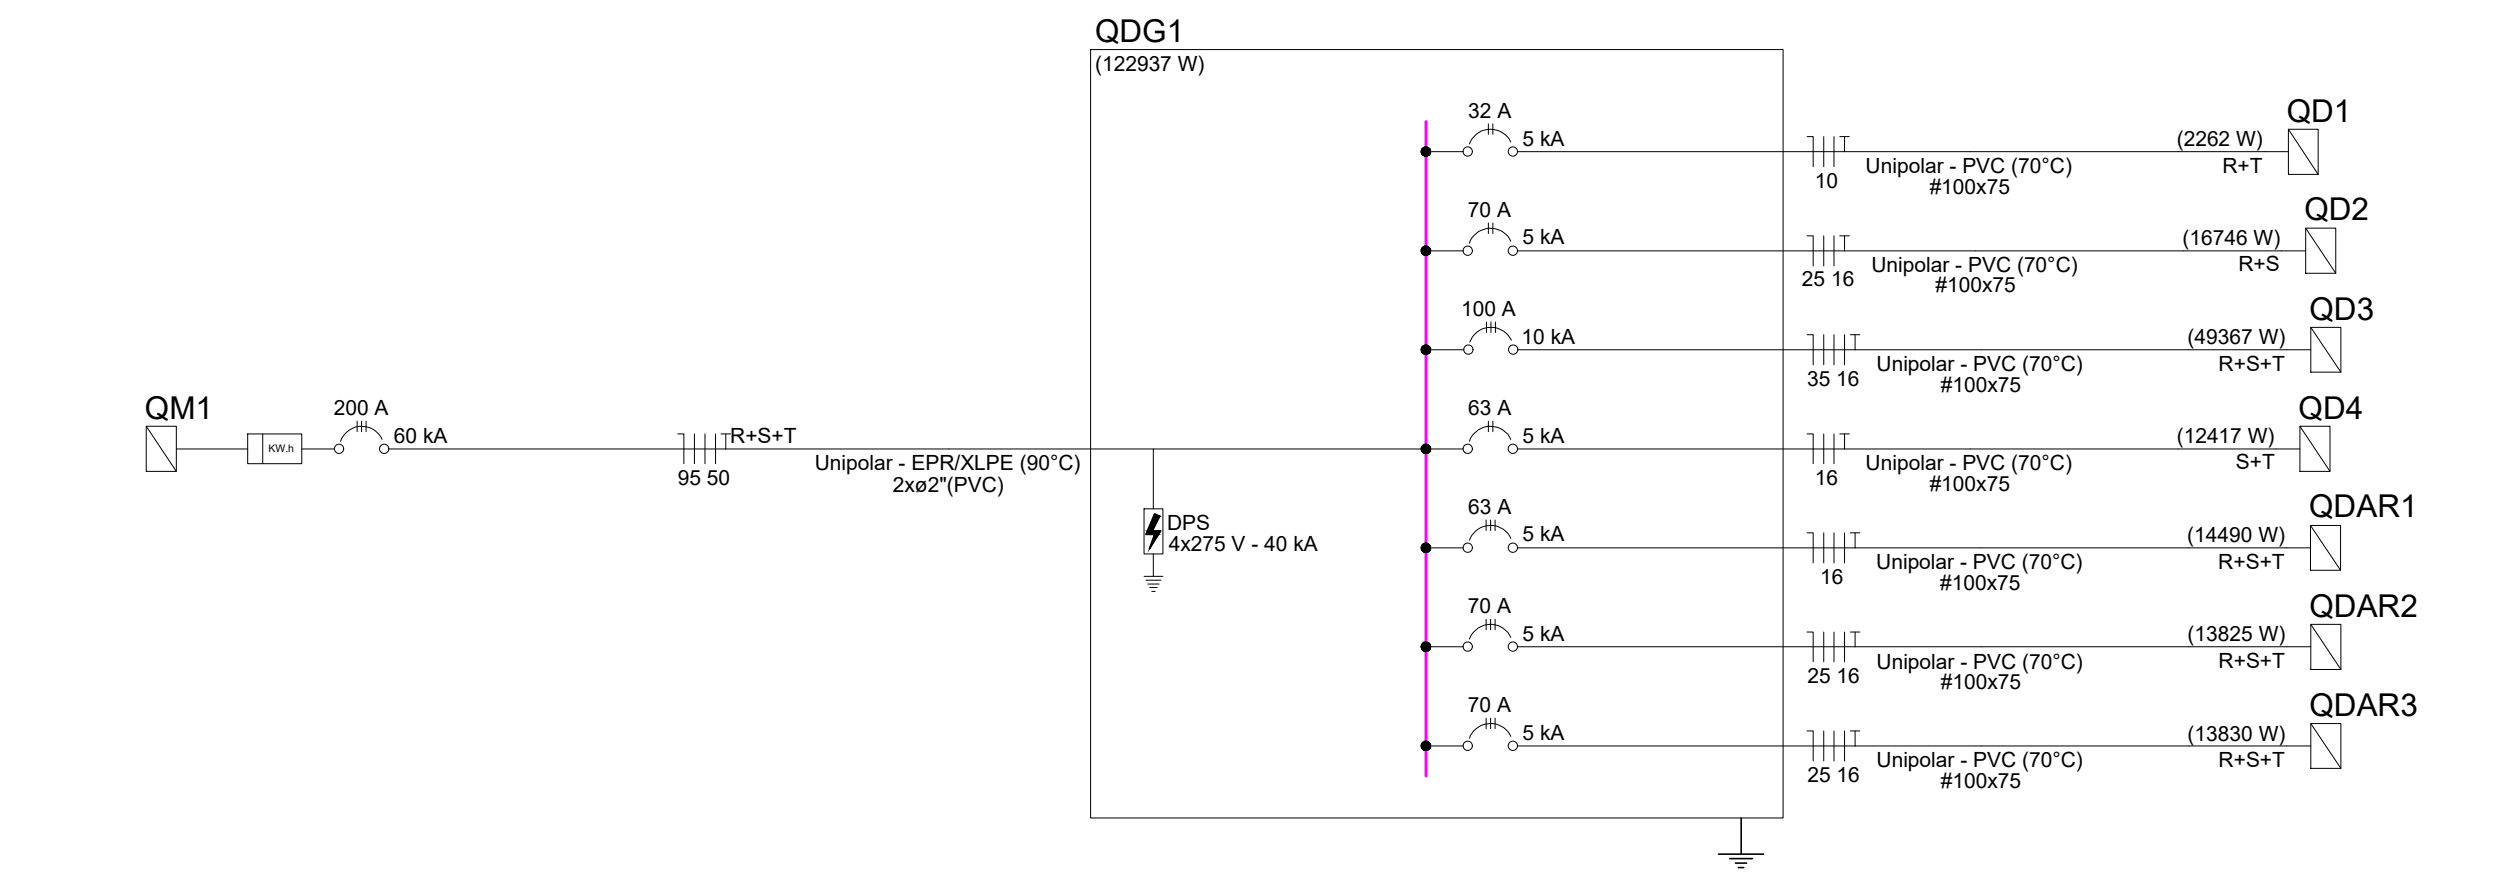 QDG1
(122937 W)
32 A
5 kA
10
Unipolar - PVC (70°C)
#100x75
(2262 W)
R+T
QD1
70 A
5 kA
25 16
Unipolar - PVC (70°C)
#100x75
(16746 W)
R+S
QD2
100 A
10 kA
35 16
Unipolar - PVC (70°C)
#100x75
(49367 W)
R+S+T
QD3
QM1
KW.h
200 A
60 kA
95 50
R+S+T
Unipolar - EPR/XLPE (90°C)
2xø2"(PVC)
DPS
4x275 V - 40 kA
63 A
5 kA
16
Unipolar - PVC (70°C)
#100x75
(12417 W)
S+T
QD4
63 A
5 kA
16
Unipolar - PVC (70°C)
#100x75
(14490 W)
R+S+T
QDAR1
70 A
5 kA
25 16
Unipolar - PVC (70°C)
#100x75
(13825 W)
R+S+T
QDAR2
70 A
5 kA
25 16
Unipolar - PVC (70°C)
#100x75
(13830 W)
R+S+T
QDAR3